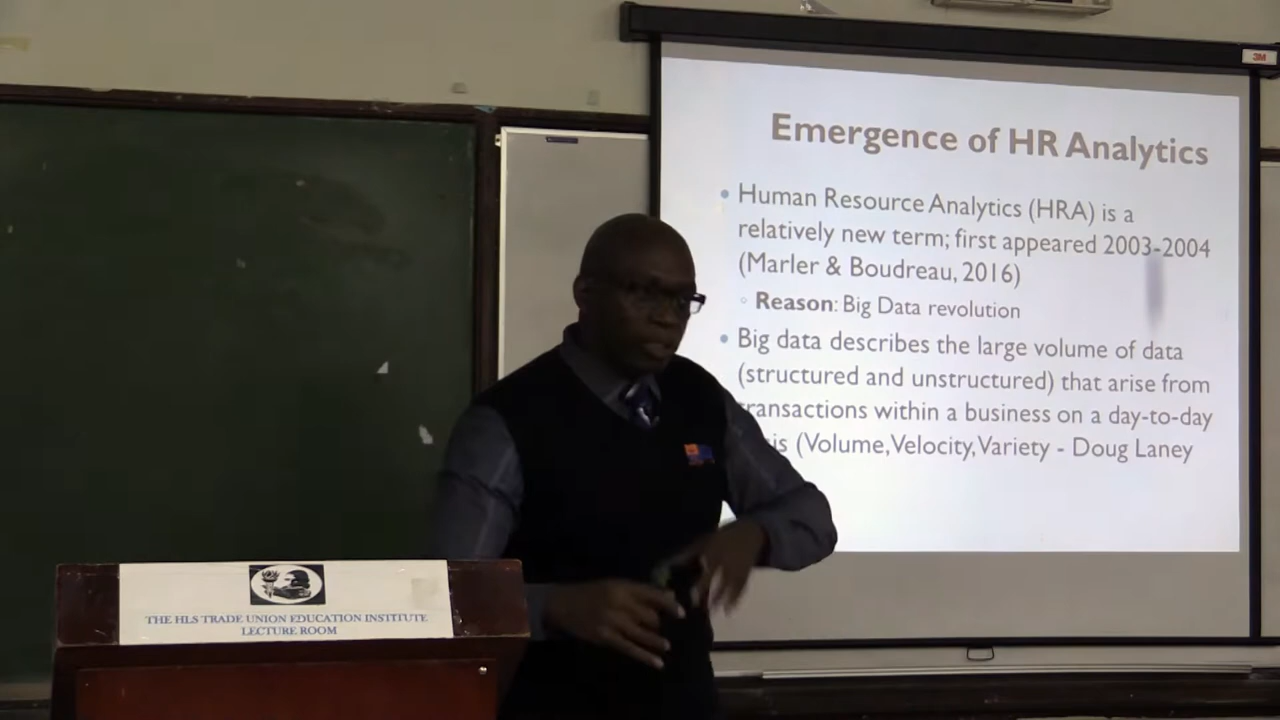 3M
Emergence of HR Analytics
• Human Resource Analytics (HRA) is a
relatively new term; first appeared 2003-2004
(Marler & Boudreau, 2016)
◦ Reason: Big Data revolution
• Big data describes the large volume of data
(structured and unstructured) that arise from
transactions within a business on a day-to-day
(Volume, Velocity, Variety - Doug Laney
THE HLS TRADE UNION EDUCATION INSTITUTE
LECTURE ROOM